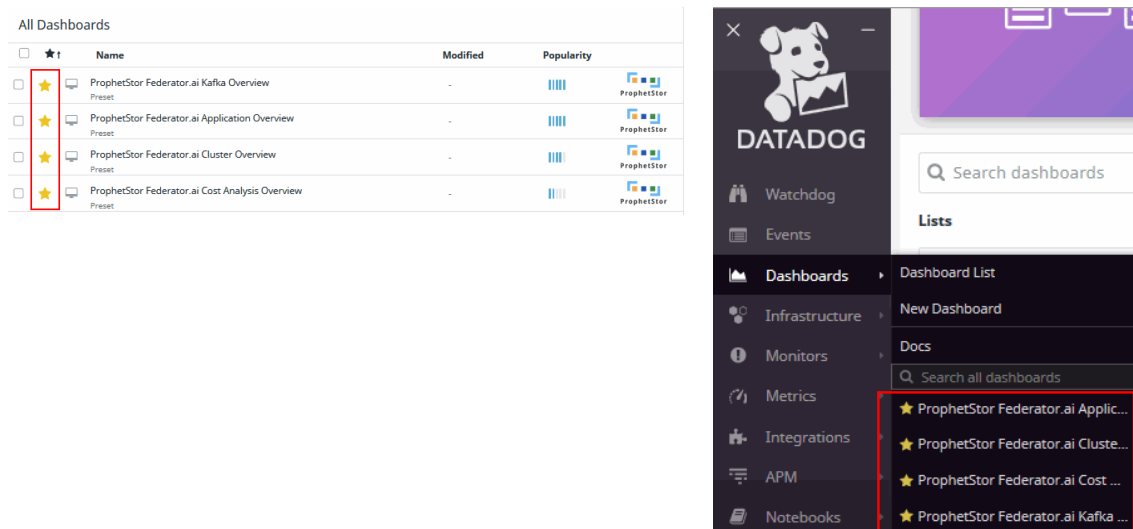 All Dashboards
Name Modified Popularity
ProphetStor Federator.ai Kafka Overview
Preset
-
ProphetStor
ProphetStor Federator.ai Application Overview
Preset
-
ProphetStor
ProphetStor Federator.ai Cluster Overview
Preset
-
ProphetStor
ProphetStor Federator.ai Cost Analysis Overview
Preset
-
ProphetStor
DATADOG
Watchdog
Events
Dashboards
Infrastructure
Monitors
Metrics
Integrations
APM
Notebooks
Search dashboards
Lists
Dashboard List
New Dashboard
Docs
Search all dashboards
ProphetStor Federator.ai Applic...
ProphetStor Federator.ai Cluste...
ProphetStor Federator.ai Cost ...
ProphetStor Federator.ai Kafka ...